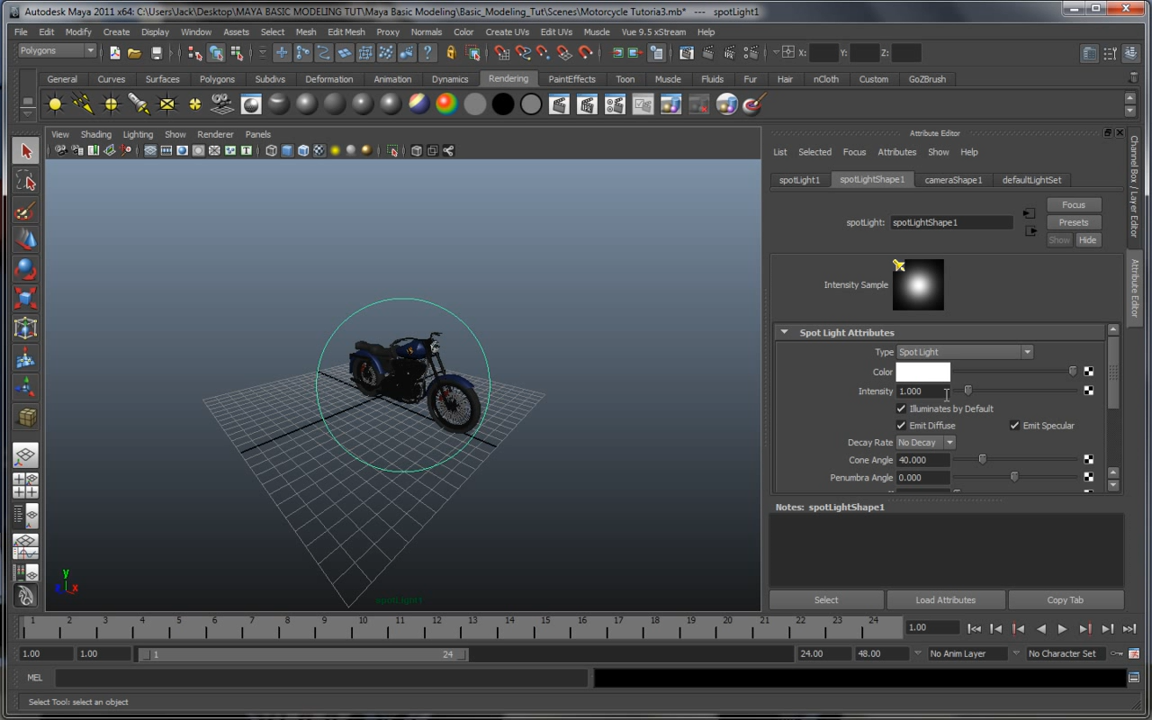 Autodesk Maya 2011 x64: C:\Users\Jack\Desktop\MAYA BASIC MODELING TUT\Maya Basic Modeling\Basic_Modeling_Tut\Scenes\Motorcycle Tutoria3.mb* --- spotLight1
File Edit Modify Create Display Window Assets Select Mesh Edit Mesh Proxy Normals Color Create UVs Edit UVs Muscle Vue 9.5 xStream Help
Polygons X: Y: Z:
General Curves Surfaces Polygons Subdivs Deformation Animation Dynamics Rendering PaintEffects Toon Muscle Fluids Fur Hair nCloth Custom GoZBrush
View Shading Lighting Show Renderer Panels
Attribute Editor
List Selected Focus Attributes Show Help
spotLight1 spotLightShape1 cameraShape1 defaultLightSet
spotLight: spotLightShape1
Focus
Presets
Show Hide
Intensity Sample
Spot Light Attributes
Type Spot Light
Color
Intensity 1.000
Illuminates by Default
Emit Diffuse Emit Specular
Decay Rate No Decay
Cone Angle 40.000
Penumbra Angle 0.000
Notes: spotLightShape1
Select Load Attributes Copy Tab
Channel Box / Layer Editor
Attribute Editor
y
x
spotLight1
1 2 3 4 5 6 7 8 9 10 11 12 13 14 15 16 17 18 19 20 21 22 23 24 1.00
1.00 1.00 1 24 24.00 48.00 No Anim Layer No Character Set
MEL
Select Tool: select an object